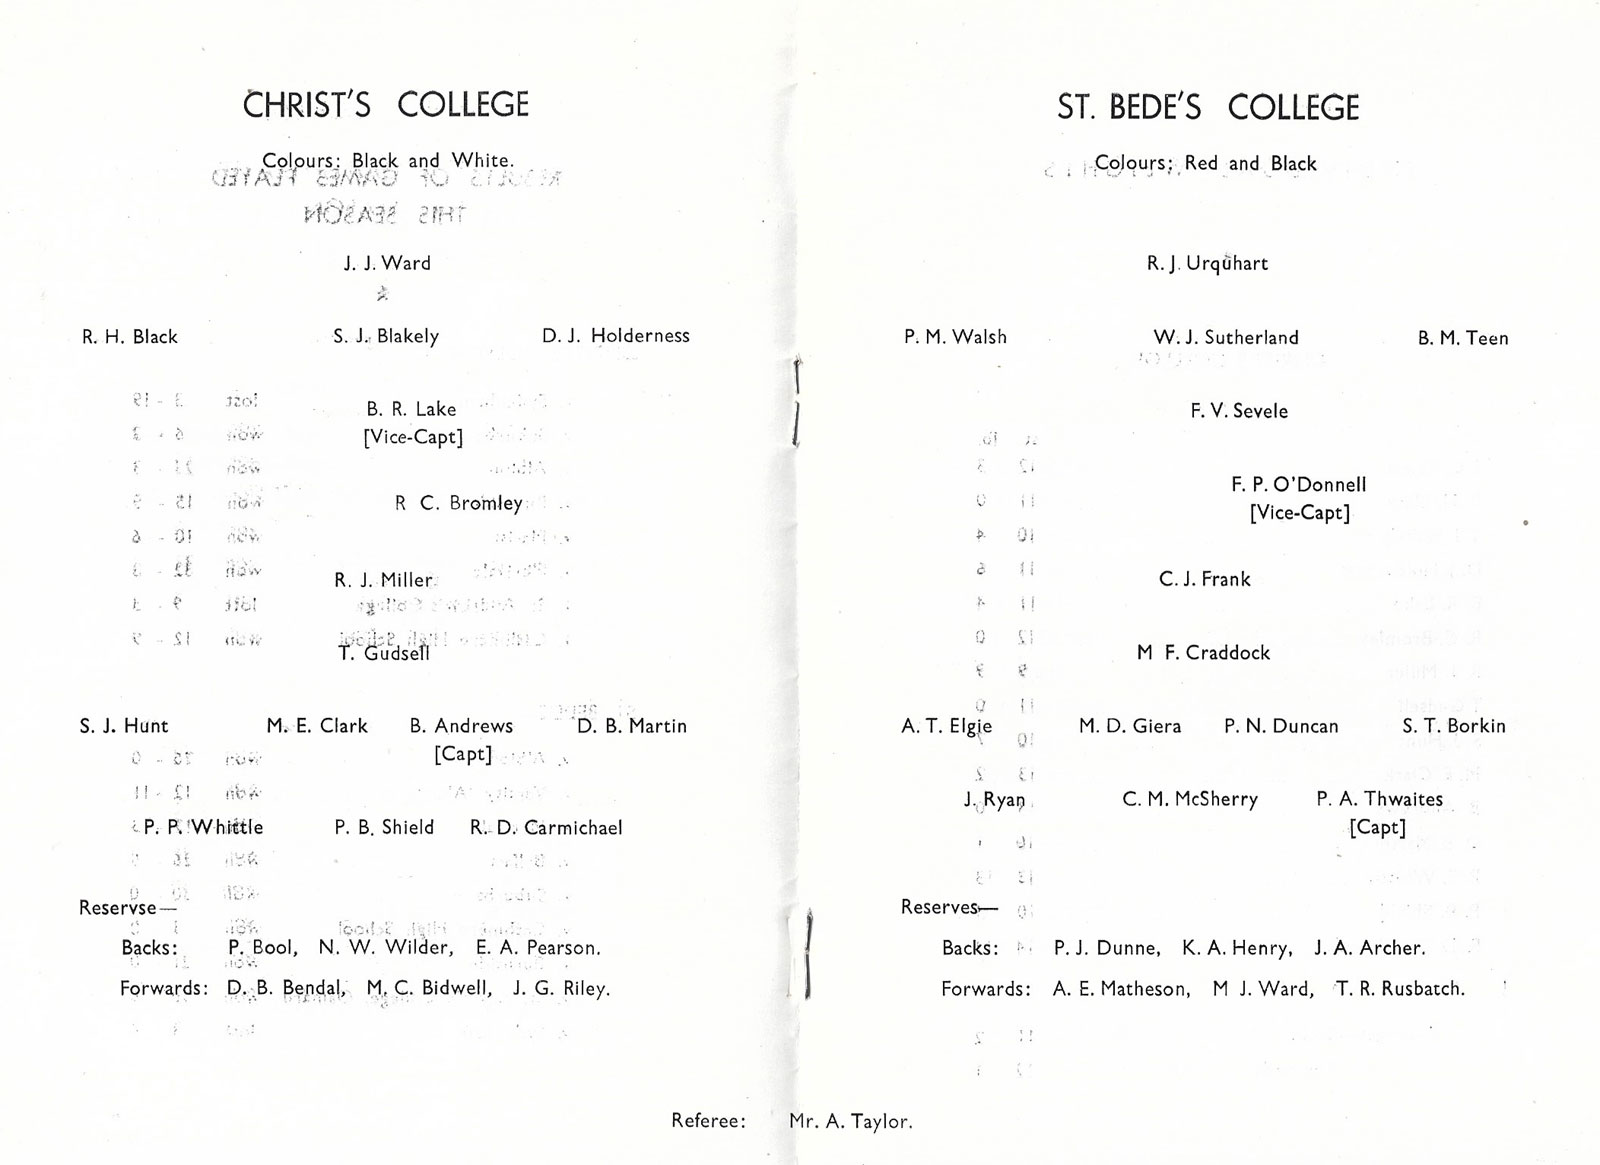 CHRIST'S COLLEGE
Colours: Black and White.
J. J. Ward
R. H. Black S. J. Blakely D. J. Holderness
B. R. Lake
[Vice-Capt]
R C. Bromley
R. J. Miller
T. Gudsell
S. J. Hunt M. E. Clark B. Andrews D. B. Martin
[Capt]
P. P. Whittle P. B. Shield R. D. Carmichael
Reservse—
Backs: P. Bool, N. W. Wilder, E. A. Pearson.
Forwards: D. B. Bendal, M. C. Bidwell, J. G. Riley.
ST. BEDE'S COLLEGE
Colours: Red and Black
R. J. Urquhart
P. M. Walsh W. J. Sutherland B. M. Teen
F. V. Sevele
F. P. O'Donnell
[Vice-Capt]
C. J. Frank
M F. Craddock
A. T. Elgie M. D. Giera P. N. Duncan S. T. Borkin
J. Ryan C. M. McSherry P. A. Thwaites
[Capt]
Reserves—
Backs: P. J. Dunne, K. A. Henry, J. A. Archer.
Forwards: A. E. Matheson, M J. Ward, T. R. Rusbatch.
Referee: Mr. A. Taylor.